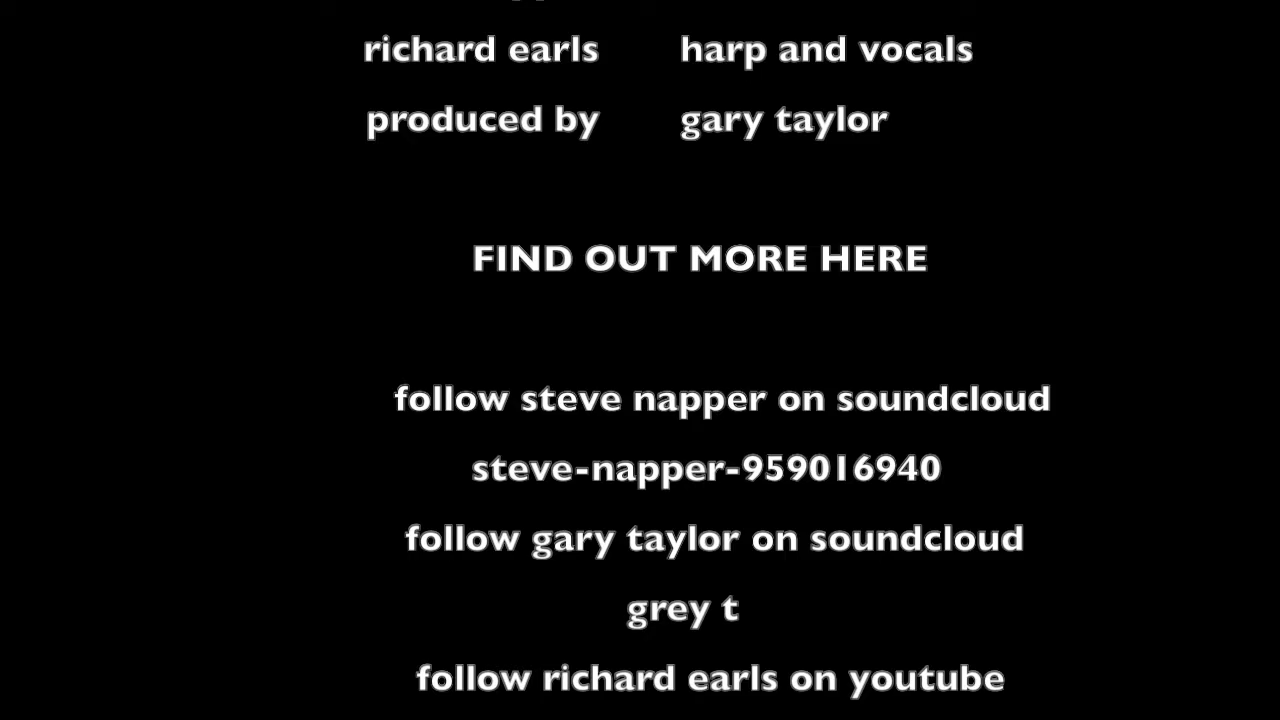 richard earls harp and vocals
produced by gary taylor
FIND OUT MORE HERE
follow steve napper on soundcloud
steve-napper-959016940
follow gary taylor on soundcloud
grey t
follow richard earls on youtube